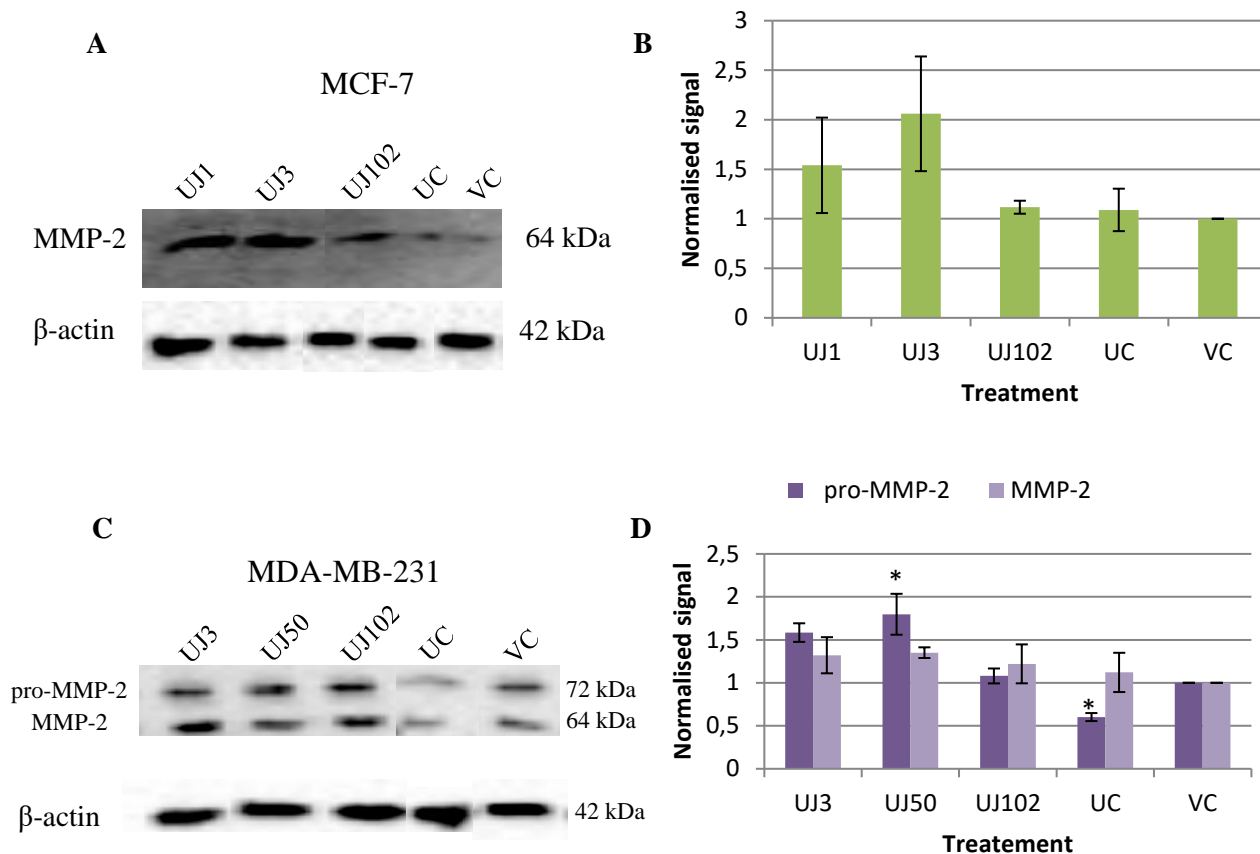 A
MCF-7
UJ1 UJ3 UJ102 UC VC
MMP-2 64 kDa
β-actin 42 kDa
B
3
2,5
2
1,5
1
0,5
0
Normalised signal
UJ1 UJ3 UJ102 UC VC
Treatment
C
MDA-MB-231
UJ3 UJ50 UJ102 UC VC
pro-MMP-2 72 kDa
MMP-2 64 kDa
β-actin 42 kDa
pro-MMP-2 MMP-2
D
2,5
2
1,5
1
0,5
0
Normalised signal
*
*
UJ3 UJ50 UJ102 UC VC
Treatement